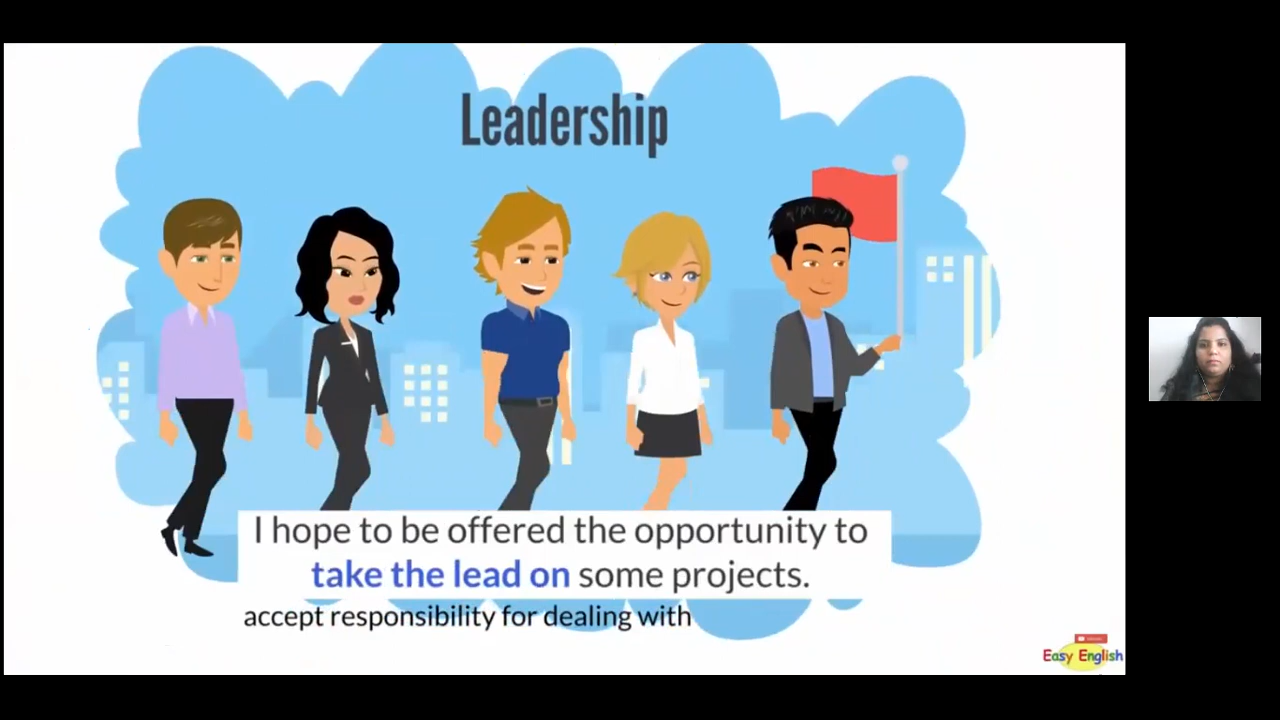 Leadership
I hope to be offered the opportunity to
take the lead on some projects.
accept responsibility for dealing with
Easy English